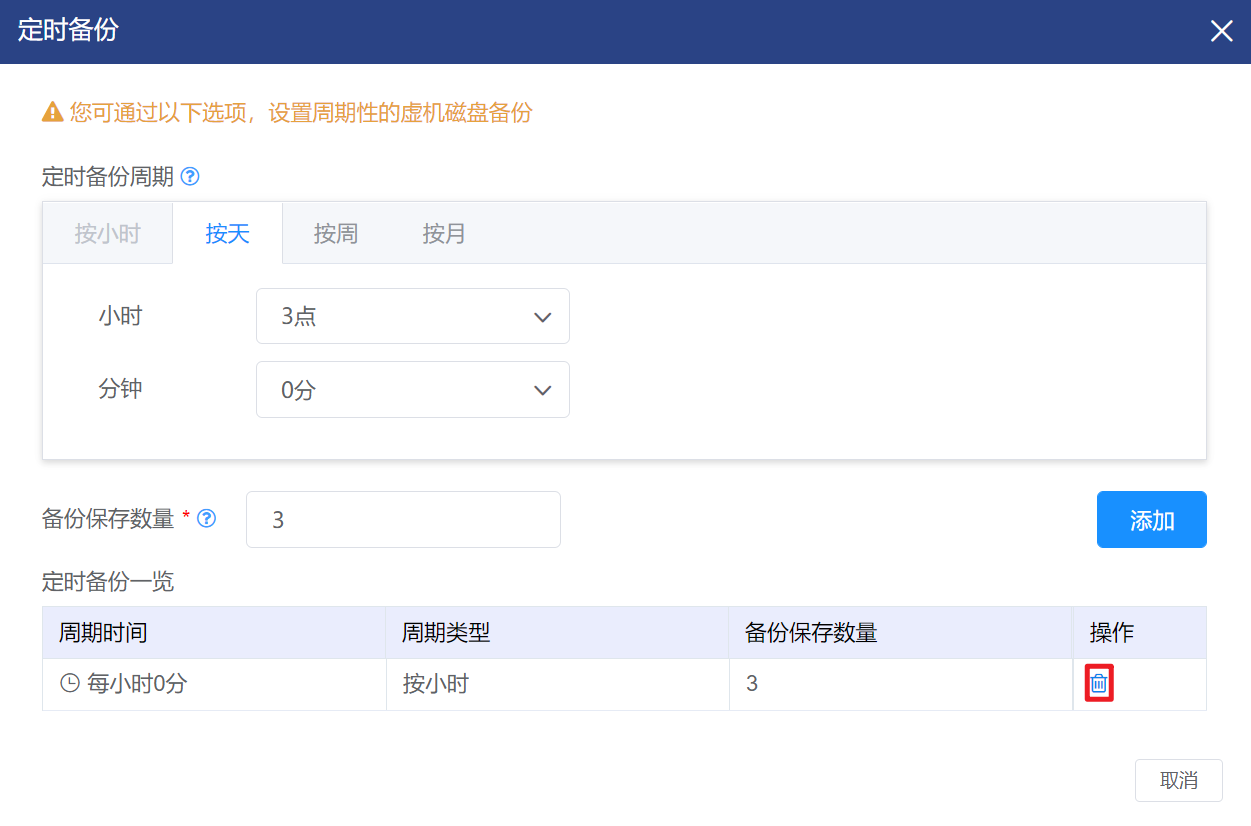 定时备份
您可通过以下选项，设置周期性的虚机磁盘备份
定时备份周期
按小时 按天 按周 按月
小时 3点
分钟 0分
备份保存数量 * 3 添加
定时备份一览
周期时间 周期类型 备份保存数量 操作
每小时0分 按小时 3
取消